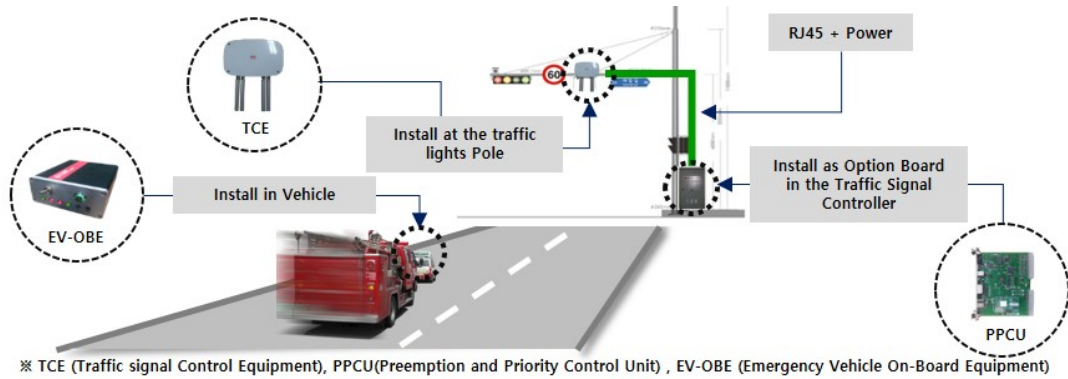 RJ45 + Power
60
TCE
Install at the traffic
lights Pole
Install as Option Board
in the Traffic Signal
Controller
Install in Vehicle
EV-OBE
PPCU
※ TCE (Traffic signal Control Equipment), PPCU(Preemption and Priority Control Unit) , EV-OBE (Emergency Vehicle On-Board Equipment)